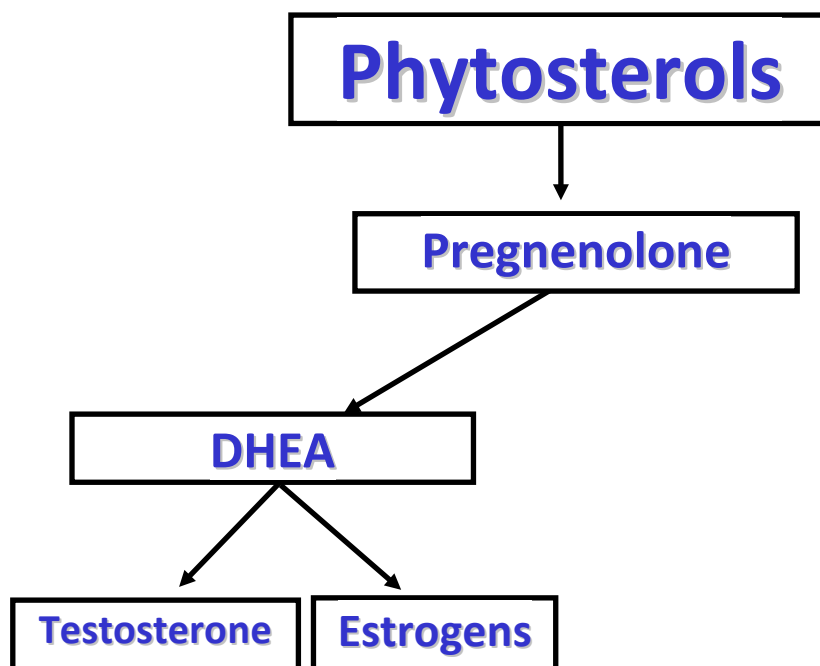 Phytosterols
Pregnenolone
DHEA
Testosterone
Estrogens